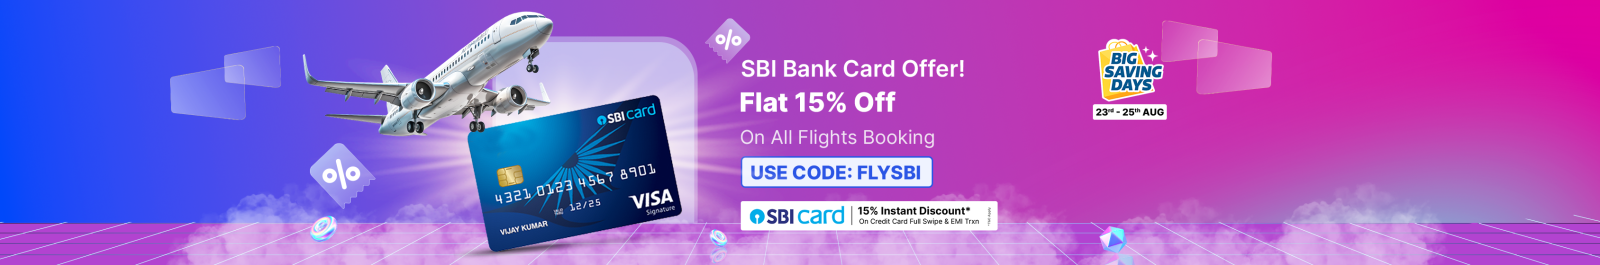 SBI Bank Card Offer!
Flat 15% Off
On All Flights Booking
USE CODE: FLYSBI
SBI card
15% Instant Discount*
On Credit Card Full Swipe & EMI Trxn
SBI card
4321 0123 4567 8901
12/25
VIJAY KUMAR
VISA
Signature
BIG
SAVING
DAYS
23rd - 25th AUG
%
%